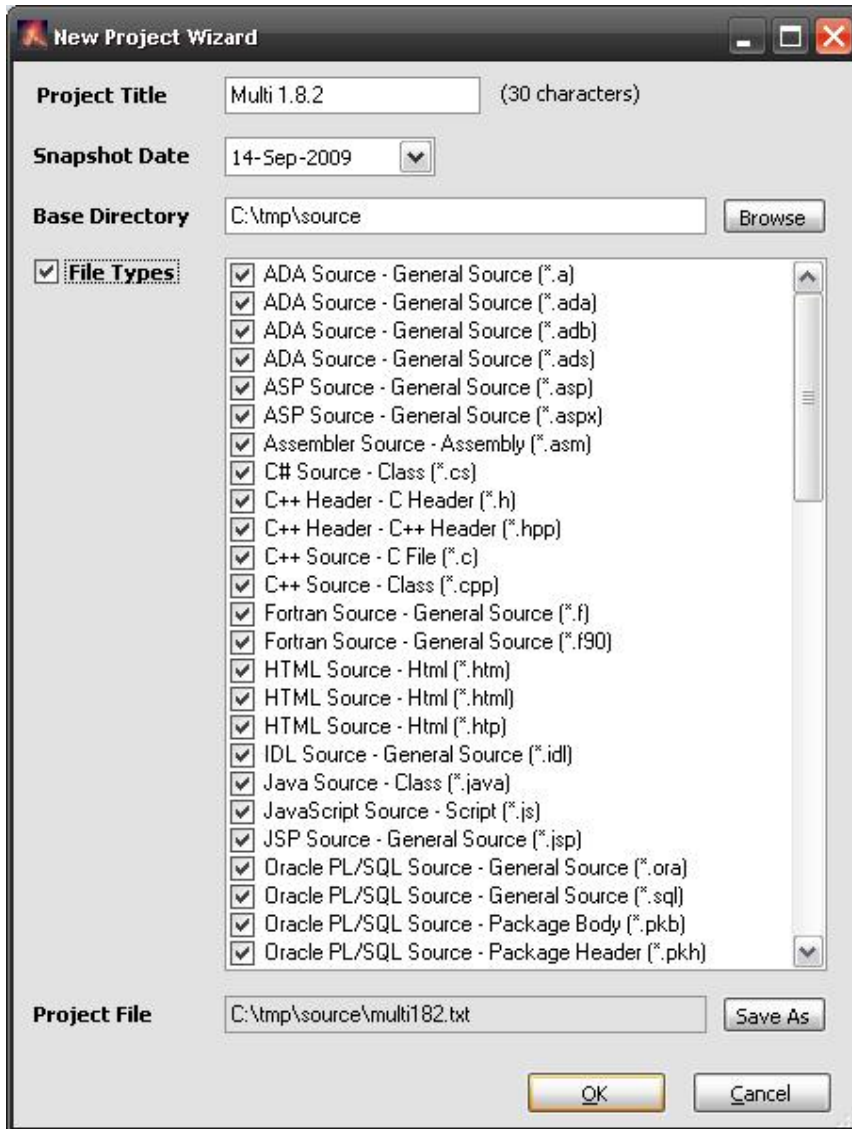 New Project Wizard
Project Title Multi 1.8.2 (30 characters)
Snapshot Date 14-Sep-2009
Base Directory C:\tmp\source Browse
File Types
ADA Source - General Source (*.a)
ADA Source - General Source (*.ada)
ADA Source - General Source (*.adb)
ADA Source - General Source (*.ads)
ASP Source - General Source (*.asp)
ASP Source - General Source (*.aspx)
Assembler Source - Assembly (*.asm)
C# Source - Class (*.cs)
C++ Header - C Header (*.h)
C++ Header - C++ Header (*.hpp)
C++ Source - C File (*.c)
C++ Source - Class (*.cpp)
Fortran Source - General Source (*.f)
Fortran Source - General Source (*.f90)
HTML Source - Html (*.htm)
HTML Source - Html (*.html)
HTML Source - Html (*.htp)
IDL Source - General Source (*.idl)
Java Source - Class (*.java)
JavaScript Source - Script (*.js)
JSP Source - General Source (*.jsp)
Oracle PL/SQL Source - General Source (*.ora)
Oracle PL/SQL Source - General Source (*.sql)
Oracle PL/SQL Source - Package Body (*.pkb)
Oracle PL/SQL Source - Package Header (*.pkh)
Project File C:\tmp\source\multi182.txt Save As
OK Cancel